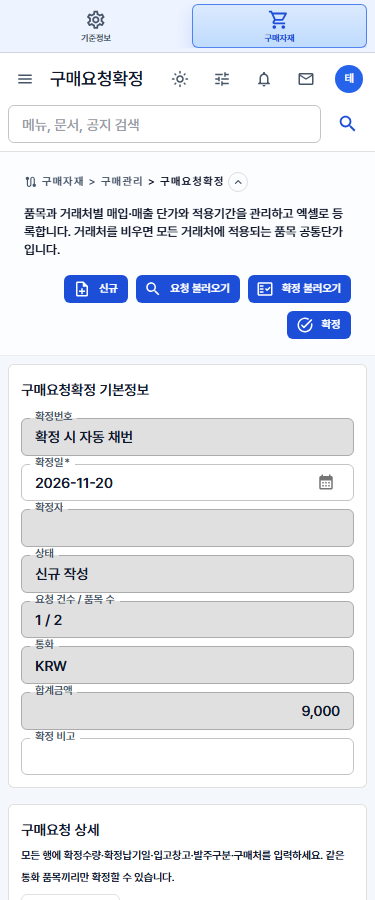 기준정보
구매자재
구매요청확정
테
메뉴, 문서, 공지 검색
구매자재 > 구매관리 > 구매요청확정
품목과 거래처별 매입·매출 단가와 적용기간을 관리하고 엑셀로 등
록합니다. 거래처를 비우면 모든 거래처에 적용되는 품목 공통단가
입니다.
신규
요청 불러오기
확정 불러오기
확정
구매요청확정 기본정보
확정번호
확정 시 자동 채번
확정일*
2026-11-20
확정자
상태
신규 작성
요청 건수 / 품목 수
1 / 2
통화
KRW
합계금액
9,000
확정 비고
구매요청 상세
모든 행에 확정수량·확정납기일·입고창고·발주구분·구매처를 입력하세요. 같은
통화 품목끼리만 확정할 수 있습니다.